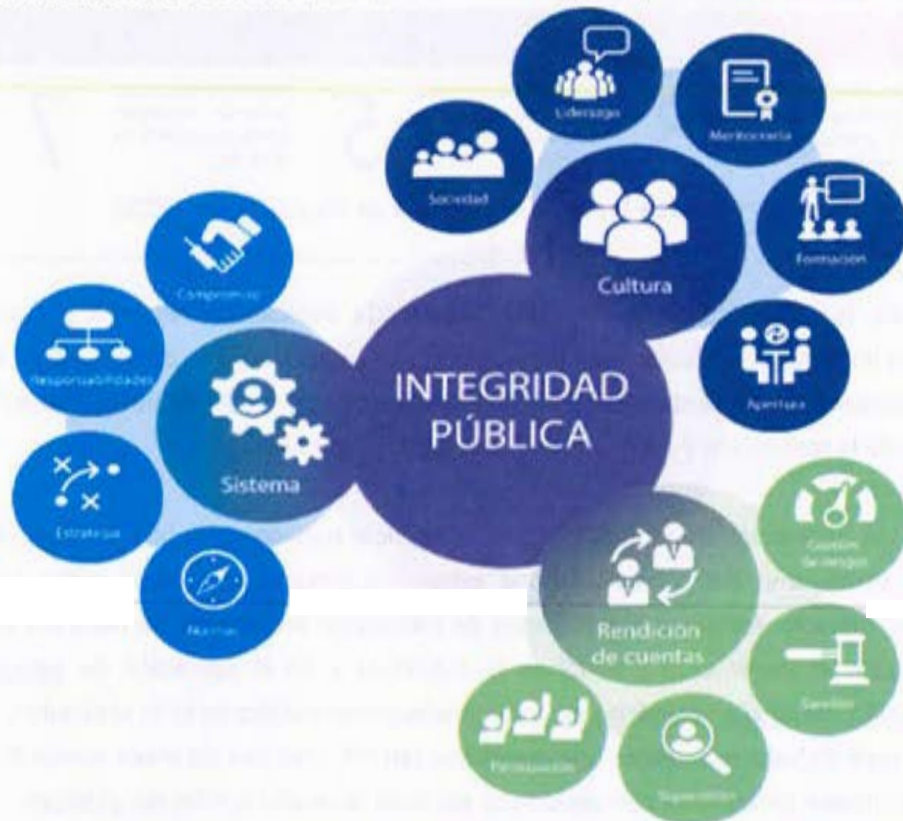 Liderazgo
Meritocracia
Sociedad
Formación
Cultura
Compromiso
Apertura
Responsabilidades
INTEGRIDAD
PÚBLICA
Sistema
Estrategia
Gestión
de riesgos
Normas
Rendición
de cuentas
Sanción
Participación